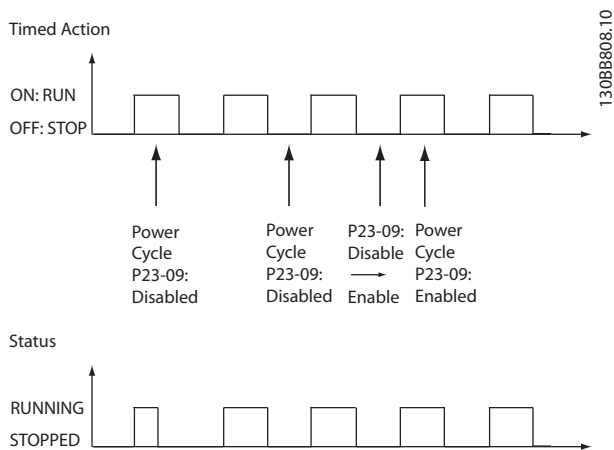 Timed Action
130BB808.10
ON: RUN
OFF: STOP
Power
Cycle
P23-09:
Disabled
Power
Cycle
P23-09:
Disabled
P23-09:
Disable
Enable
Power
Cycle
P23-09:
Enabled
Status
RUNNING
STOPPED